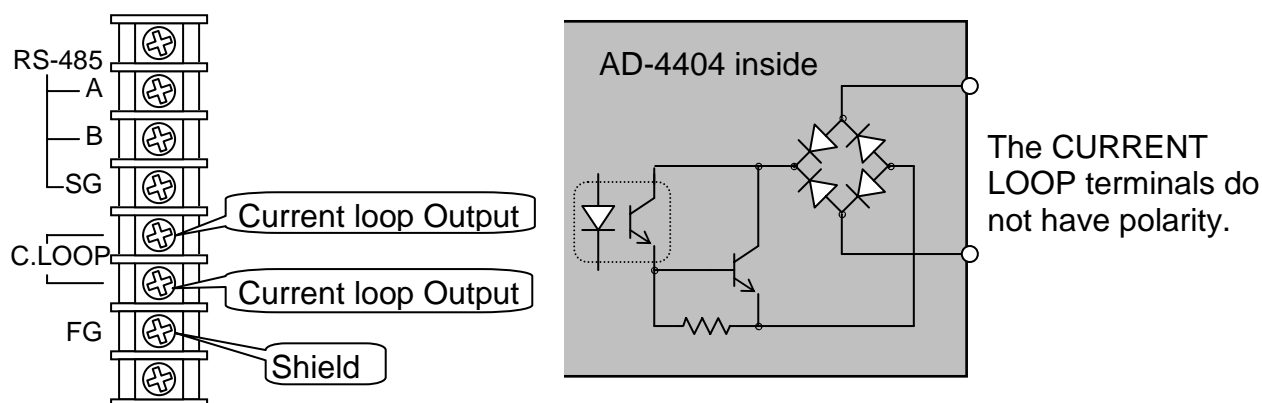 RS-485
A
B
SG
C.LOOP
FG
Current loop Output
Current loop Output
Shield
AD-4404 inside
The CURRENT
LOOP terminals do
not have polarity.